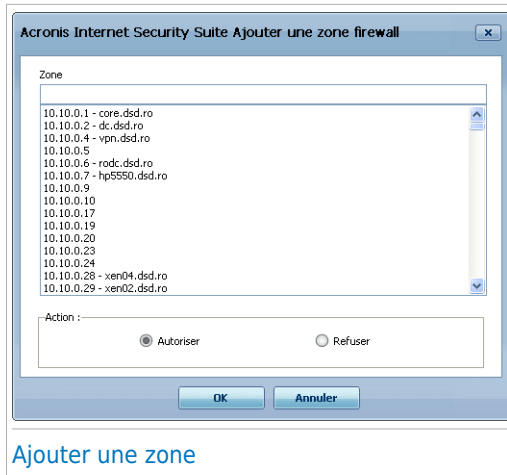 Acronis Internet Security Suite Ajouter une zone firewall
Zone
10.10.0.1 - core.dsd.ro
10.10.0.2 - dc.dsd.ro
10.10.0.4 - vpn.dsd.ro
10.10.0.5
10.10.0.6 - rodc.dsd.ro
10.10.0.7 - hp5550.dsd.ro
10.10.0.9
10.10.0.10
10.10.0.17
10.10.0.19
10.10.0.20
10.10.0.23
10.10.0.24
10.10.0.28 - xen04.dsd.ro
10.10.0.29 - xen02.dsd.ro
Action :
Autoriser Refuser
OK Annuler
Ajouter une zone